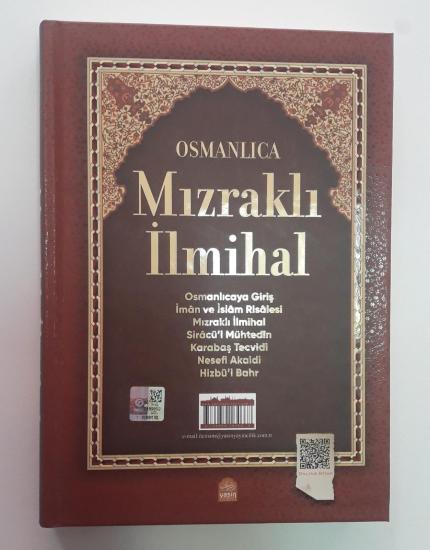 OSMANLICA
Mızraklı
İlmihal
Osmanlıcaya Giriş
İmân ve İslâm Risâlesi
Mızraklı İlmihal
Sirâcü'l Mühtedîn
Karabaş Tecvidi
Nesefi Akaidi
Hizbü'l Bahr
yasin